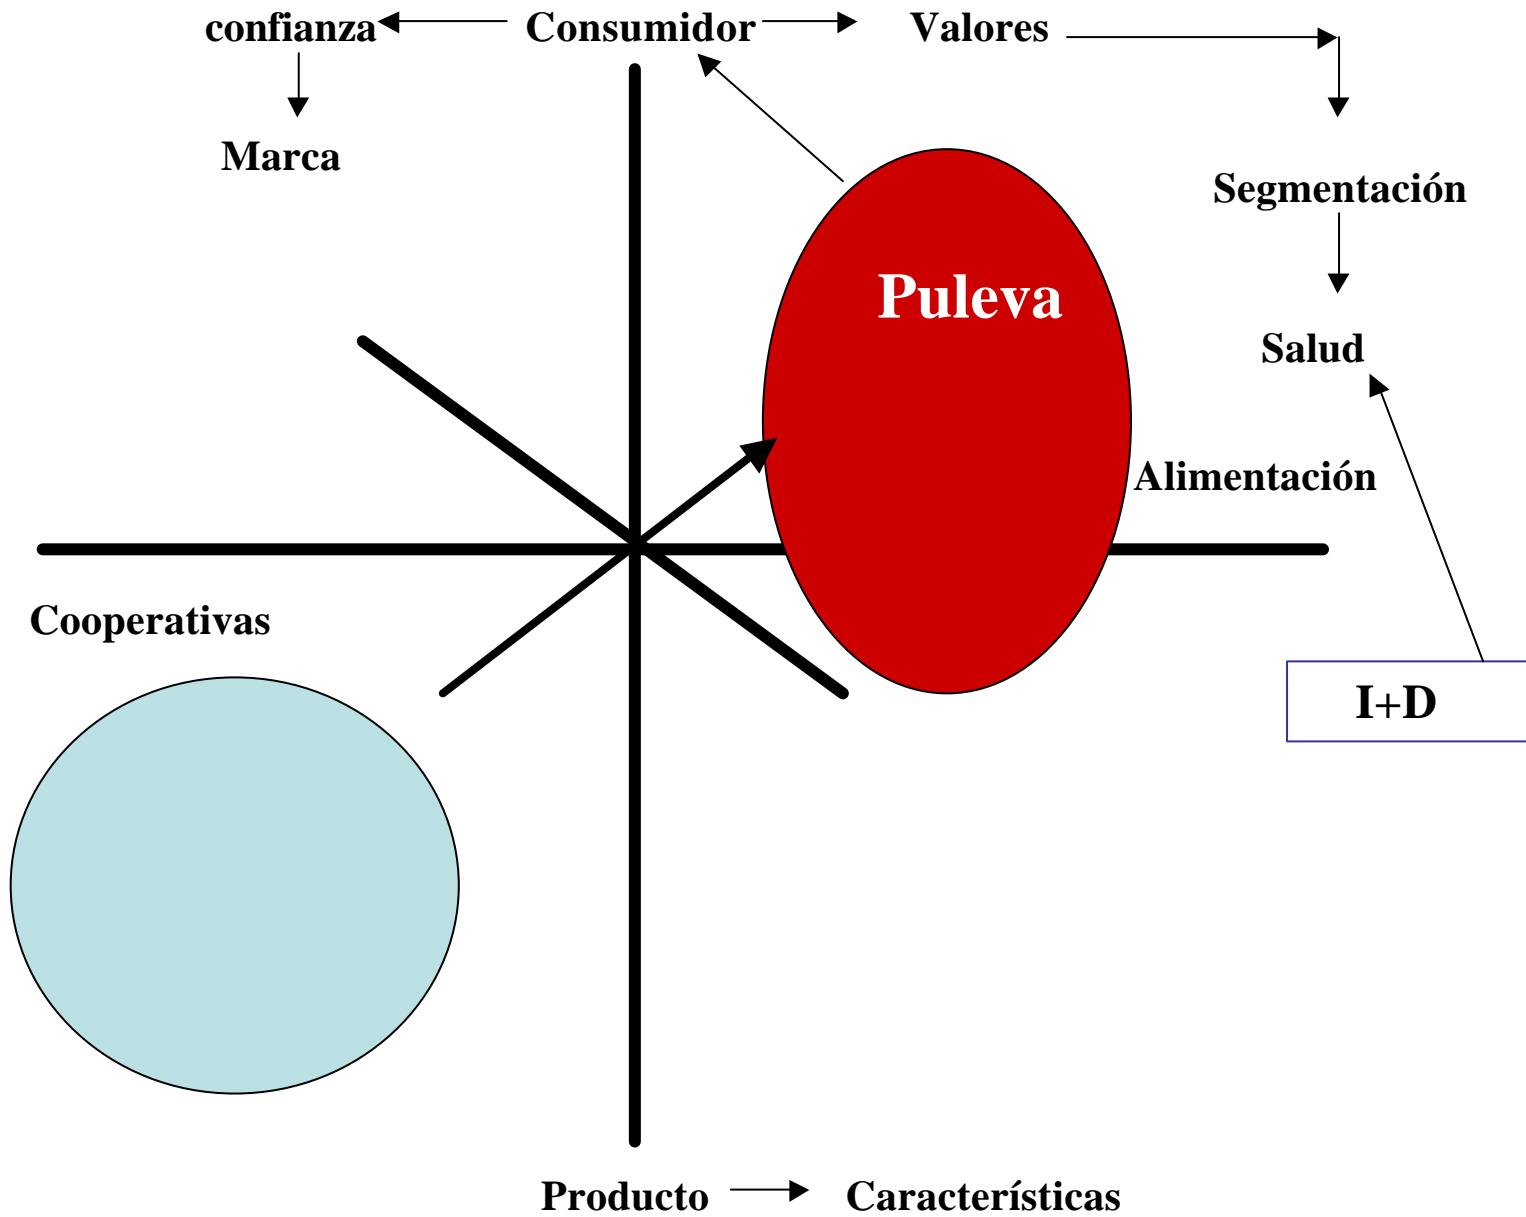 confianza
Consumidor
Valores
Marca
Segmentación
Puleva
Salud
Alimentación
Cooperativas
I+D
Producto
Características